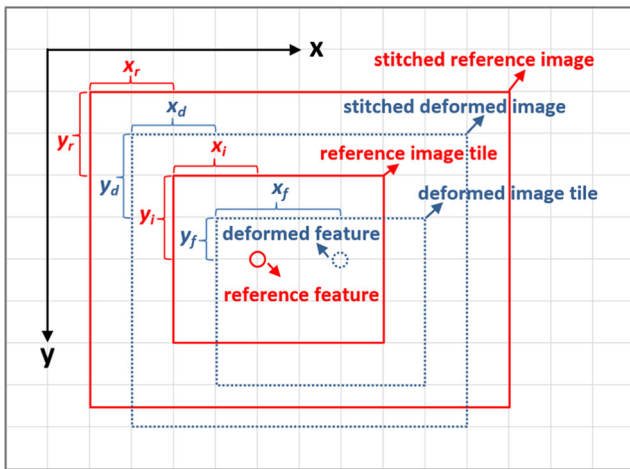 x
stitched reference image
x_r
stitched deformed image
x_d
y_r
x_i
reference image tile
y_d
x_f
deformed image tile
y_i
y_f
deformed feature
reference feature
y